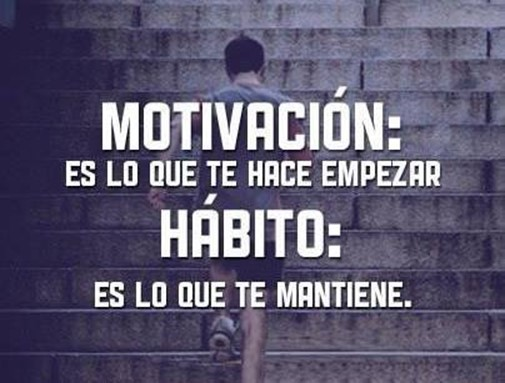 MOTIVACIÓN:
ES LO QUE TE HACE EMPEZAR
HÁBITO:
ES LO QUE TE MANTIENE.